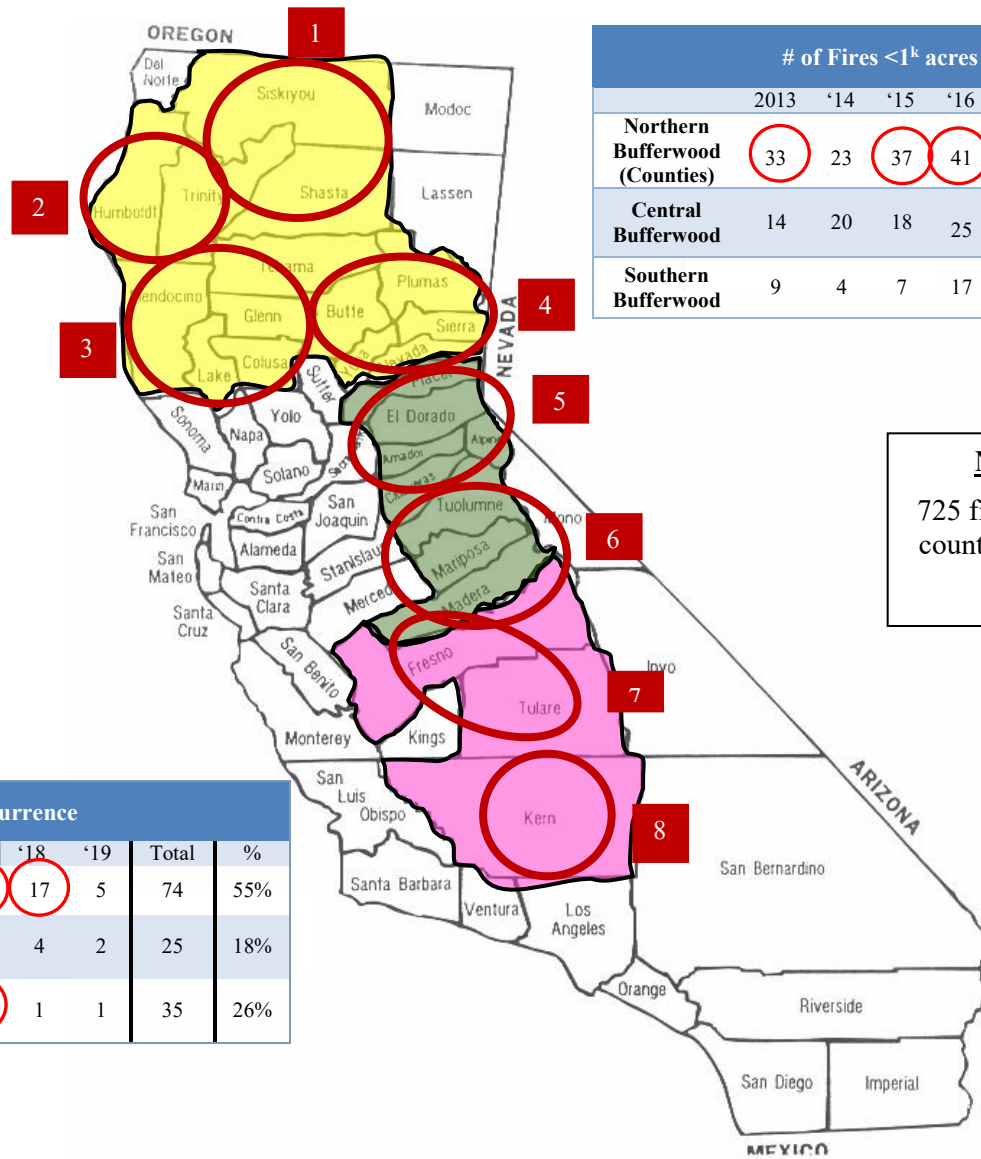 OREGON
1
Del
Norte
Siskiyou
Modoc
2
Humboldt
Trinity
Shasta
Lassen
Tehama
Plumas
Mendocino
Glenn
Butte
Sierra
4
3
Lake
Colusa
Nevada
NEVADA
Sutter
Placer
5
Sonoma
Napa
Yolo
El Dorado
Amador
Alpine
Solano
Marin
Calaveras
San
Francisco
Contra Costa
San
Joaquin
Tuolumne
Mono
6
Alameda
Stanislau
Mariposa
San
Mateo
Santa
Clara
Merced
Madera
Santa
Cruz
San Benito
Fresno
7
Inyo
Tulare
Monterey
Kings
San
Luis
Obispo
Kern
8
ARIZONA
San Bernardino
Santa Barbara
Ventura
Los
Angeles
Orange
Riverside
San Diego
Imperial
MEXICO
# of Fires <1k acres
2013 ‘14 ‘15 ‘16
Northern
Bufferwood
(Counties)
33 23 37 41
Central
Bufferwood
14 20 18 25
Southern
Bufferwood
9 4 7 17
725 fi
count
urrence
‘18 ‘19 Total %
17 5 74 55%
4 2 25 18%
1 1 35 26%